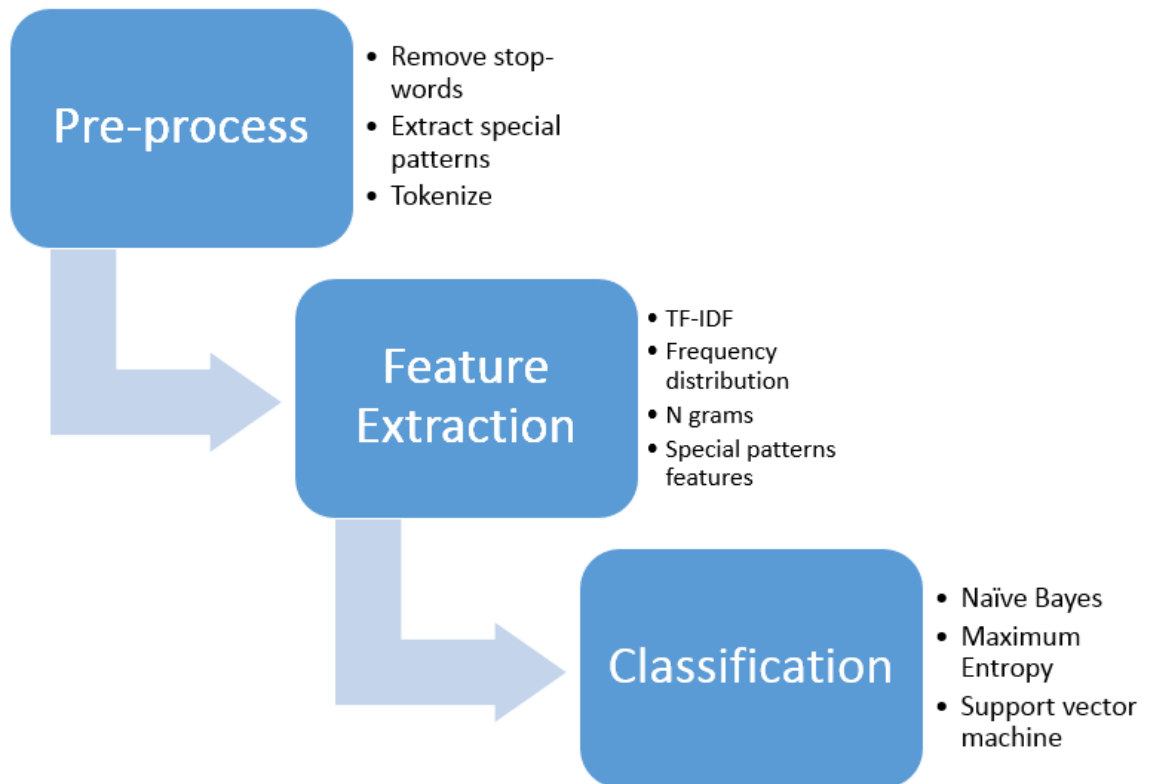 Pre-process
• Remove stop-
words
• Extract special
patterns
• Tokenize
Feature
Extraction
• TF-IDF
• Frequency
distribution
• N grams
• Special patterns
features
Classification
• Naïve Bayes
• Maximum
Entropy
• Support vector
machine